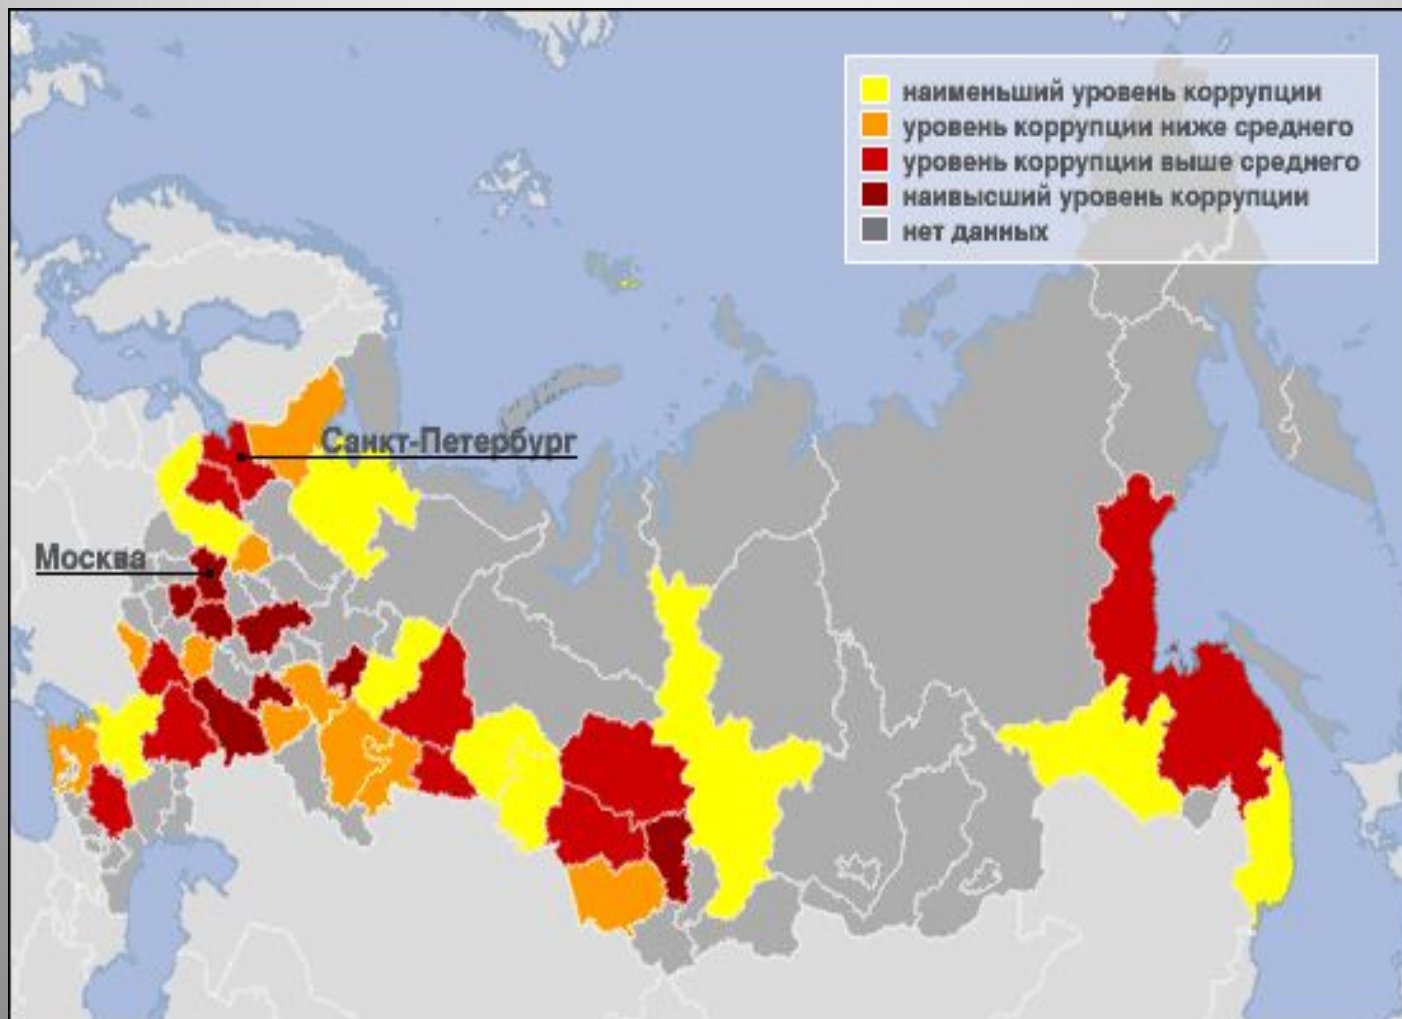 наименьший уровень коррупции
уровень коррупции ниже среднего
уровень коррупции выше среднего
наивысший уровень коррупции
нет данных
Санкт-Петербург
Москва